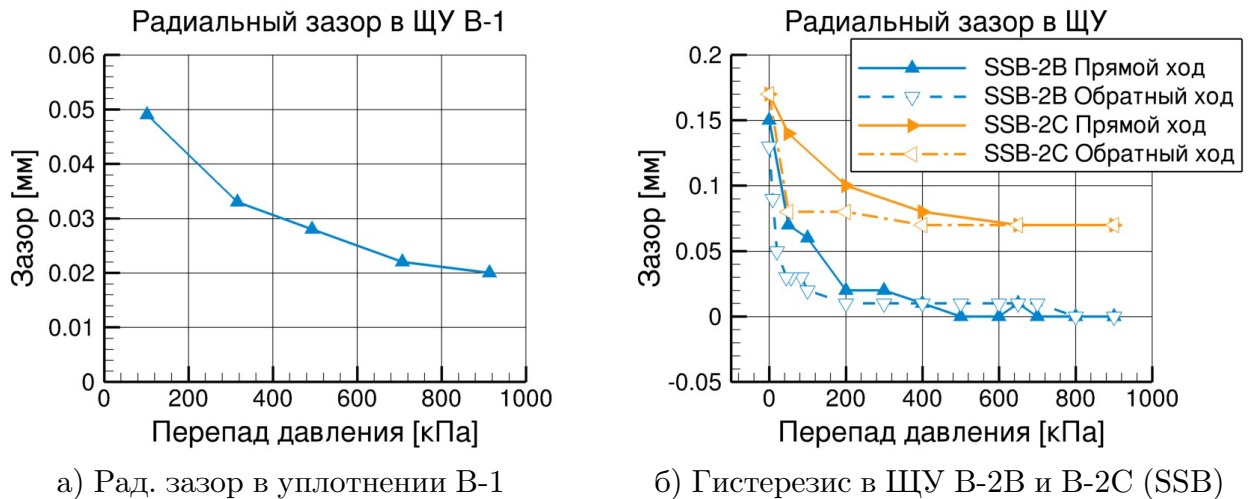 Радиальный зазор в ЩУ В-1
Зазор [мм]
0.06
0.05
0.04
0.03
0.02
0.01
0
0 200 400 600 800 1000
Перепад давления [кПа]
а) Рад. зазор в уплотнении В-1
Радиальный зазор в ЩУ
SSB-2B Прямой ход
SSB-2B Обратный ход
SSB-2C Прямой ход
SSB-2C Обратный ход
Зазор [мм]
0.2
0.15
0.1
0.05
0
-0.05
0 200 400 600 800 1000
Перепад давления [кПа]
б) Гистерезис в ЩУ В-2В и В-2С (SSB)